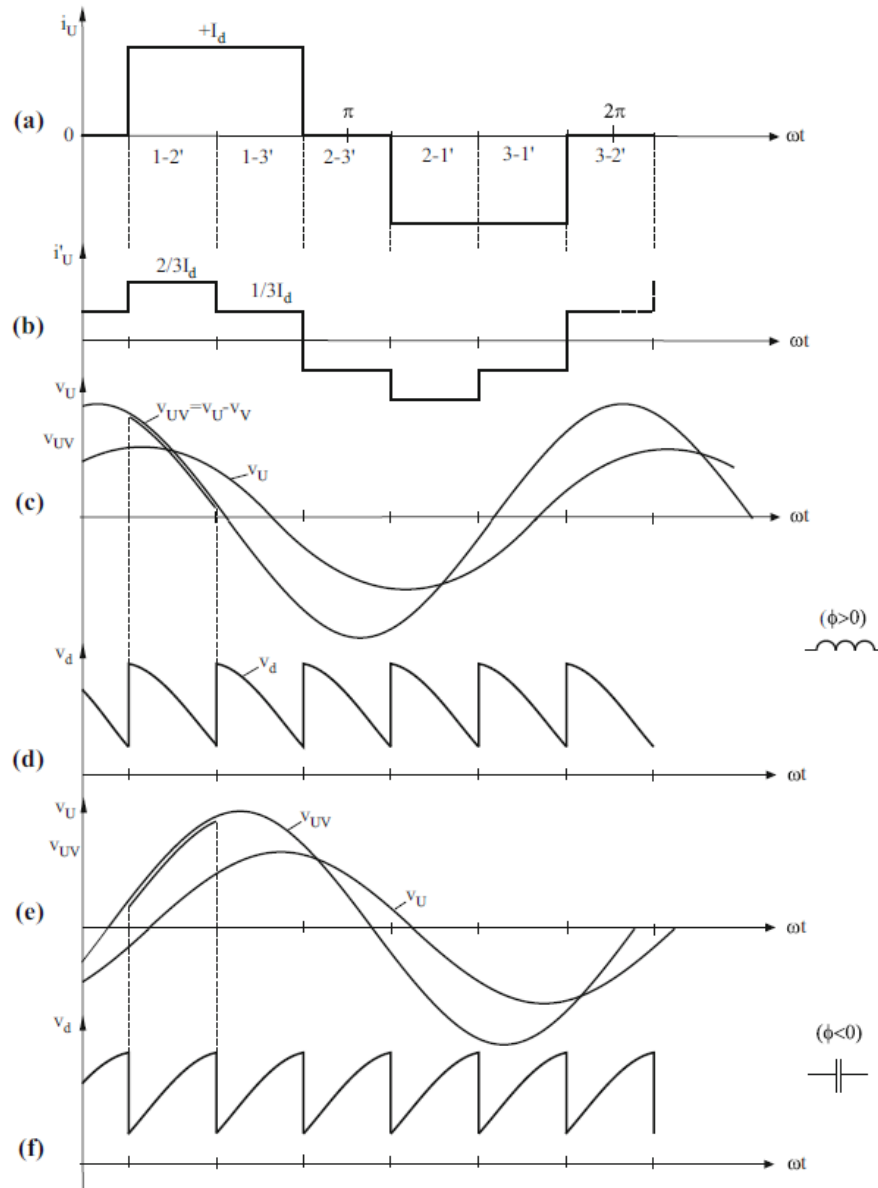 i_U
+I_d
(a)
0
π
2π
ωt
1-2' 1-3' 2-3' 2-1' 3-1' 3-2'
i'_U
2/3I_d
1/3I_d
(b)
ωt
v_U
v_UV=v_U-v_V
v_UV
v_U
(c)
ωt
(ϕ>0)
v_d
v_d
(d)
ωt
v_U
v_UV
v_UV
v_U
(e)
ωt
v_d
(ϕ<0)
(f)
ωt